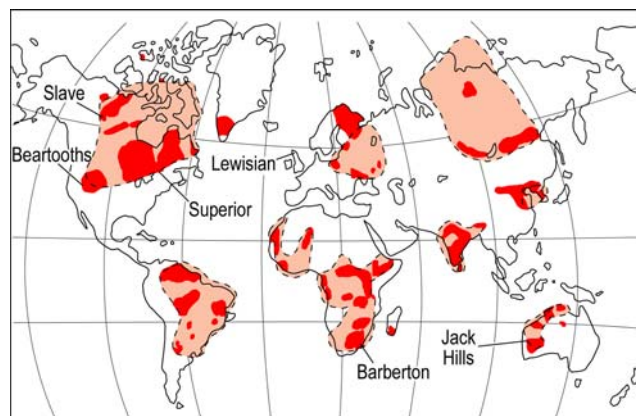 Slave
Beartooths
Superior
Lewisian
Barberton
Jack
Hills